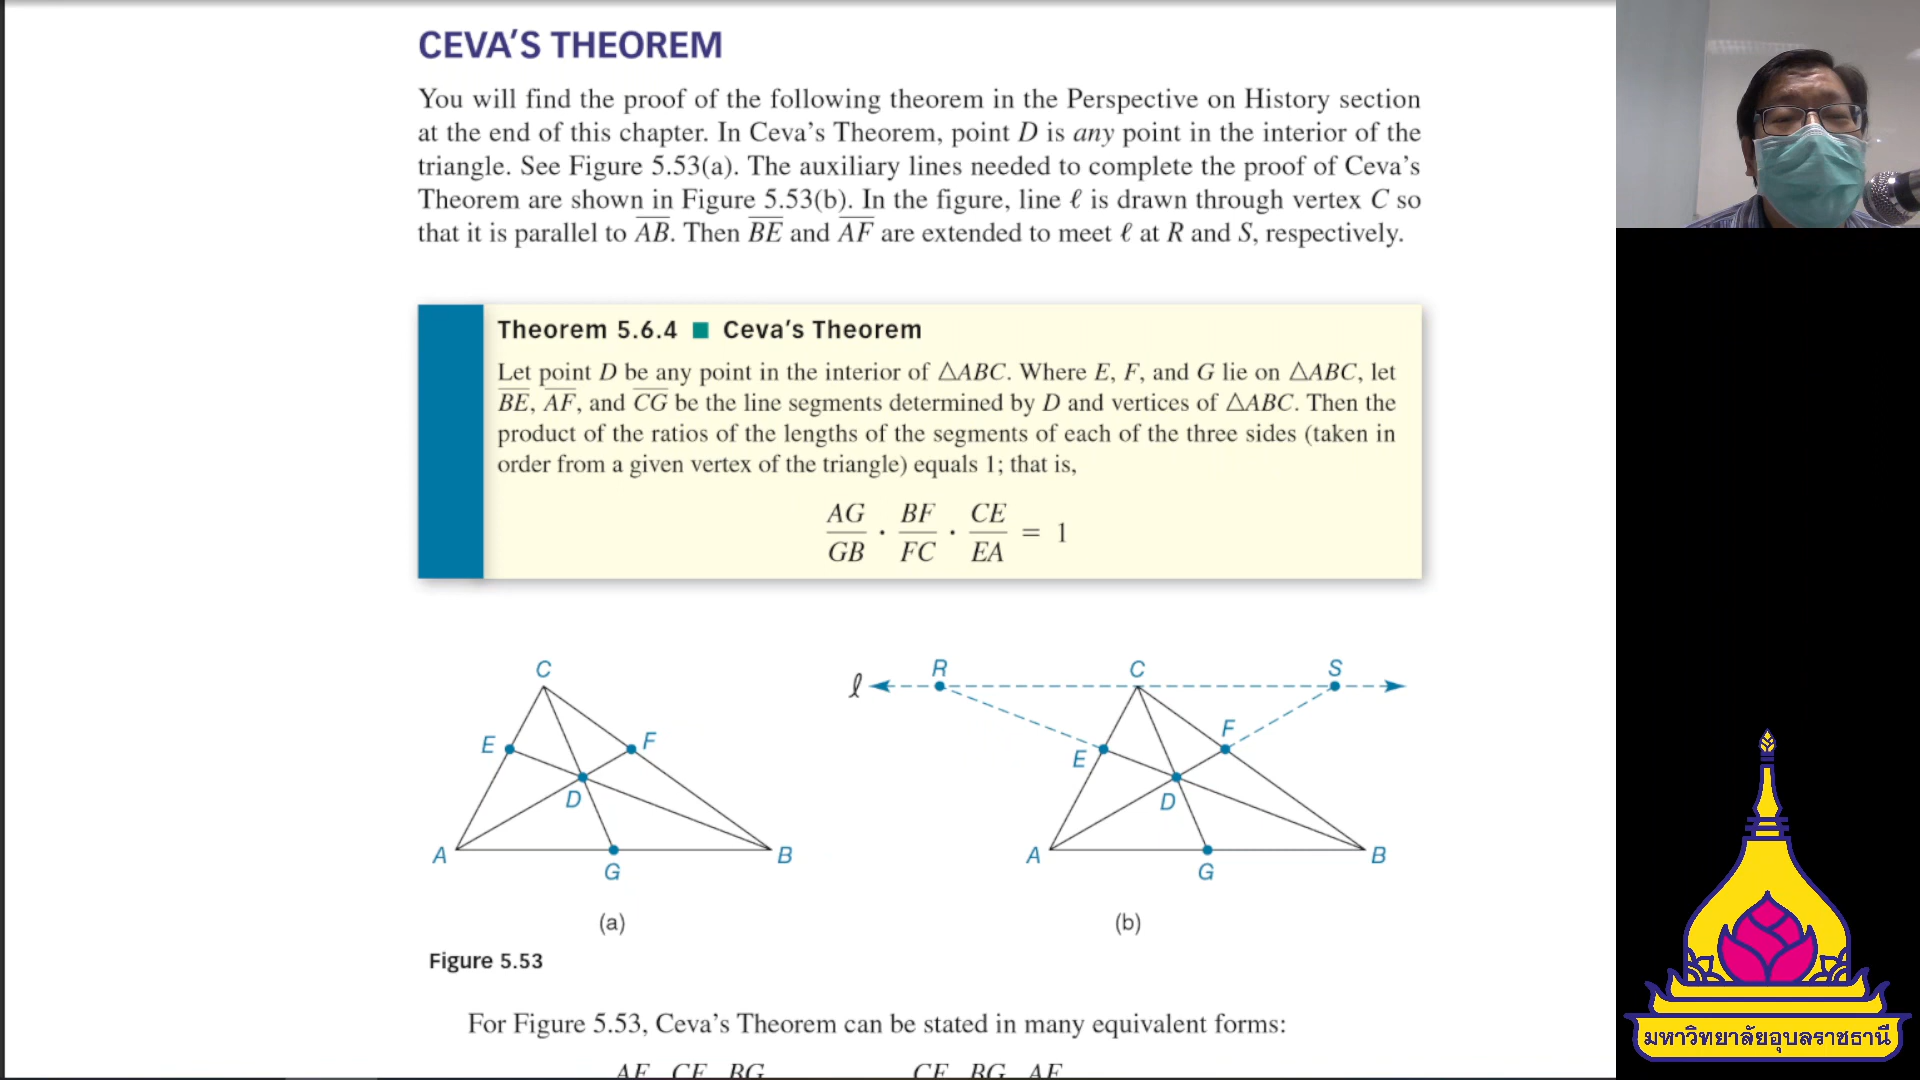 CEVA'S THEOREM
You will find the proof of the following theorem in the Perspective on History section
at the end of this chapter. In Ceva's Theorem, point D is any point in the interior of the
triangle. See Figure 5.53(a). The auxiliary lines needed to complete the proof of Ceva's
Theorem are shown in Figure 5.53(b). In the figure, line ℓ is drawn through vertex C so
that it is parallel to AB. Then BE and AF are extended to meet ℓ at R and S, respectively.
Theorem 5.6.4 ■ Ceva's Theorem
Let point D be any point in the interior of △ABC. Where E, F, and G lie on △ABC, let
BE, AF, and CG be the line segments determined by D and vertices of △ABC. Then the
product of the ratios of the lengths of the segments of each of the three sides (taken in
order from a given vertex of the triangle) equals 1; that is,
AG/GB · BF/FC · CE/EA = 1
C
E
F
D
A
G
B
(a)
ℓ
R
C
S
F
E
D
A
G
B
(b)
Figure 5.53
For Figure 5.53, Ceva's Theorem can be stated in many equivalent forms:
มหาวิทยาลัยอุบลราชธานี